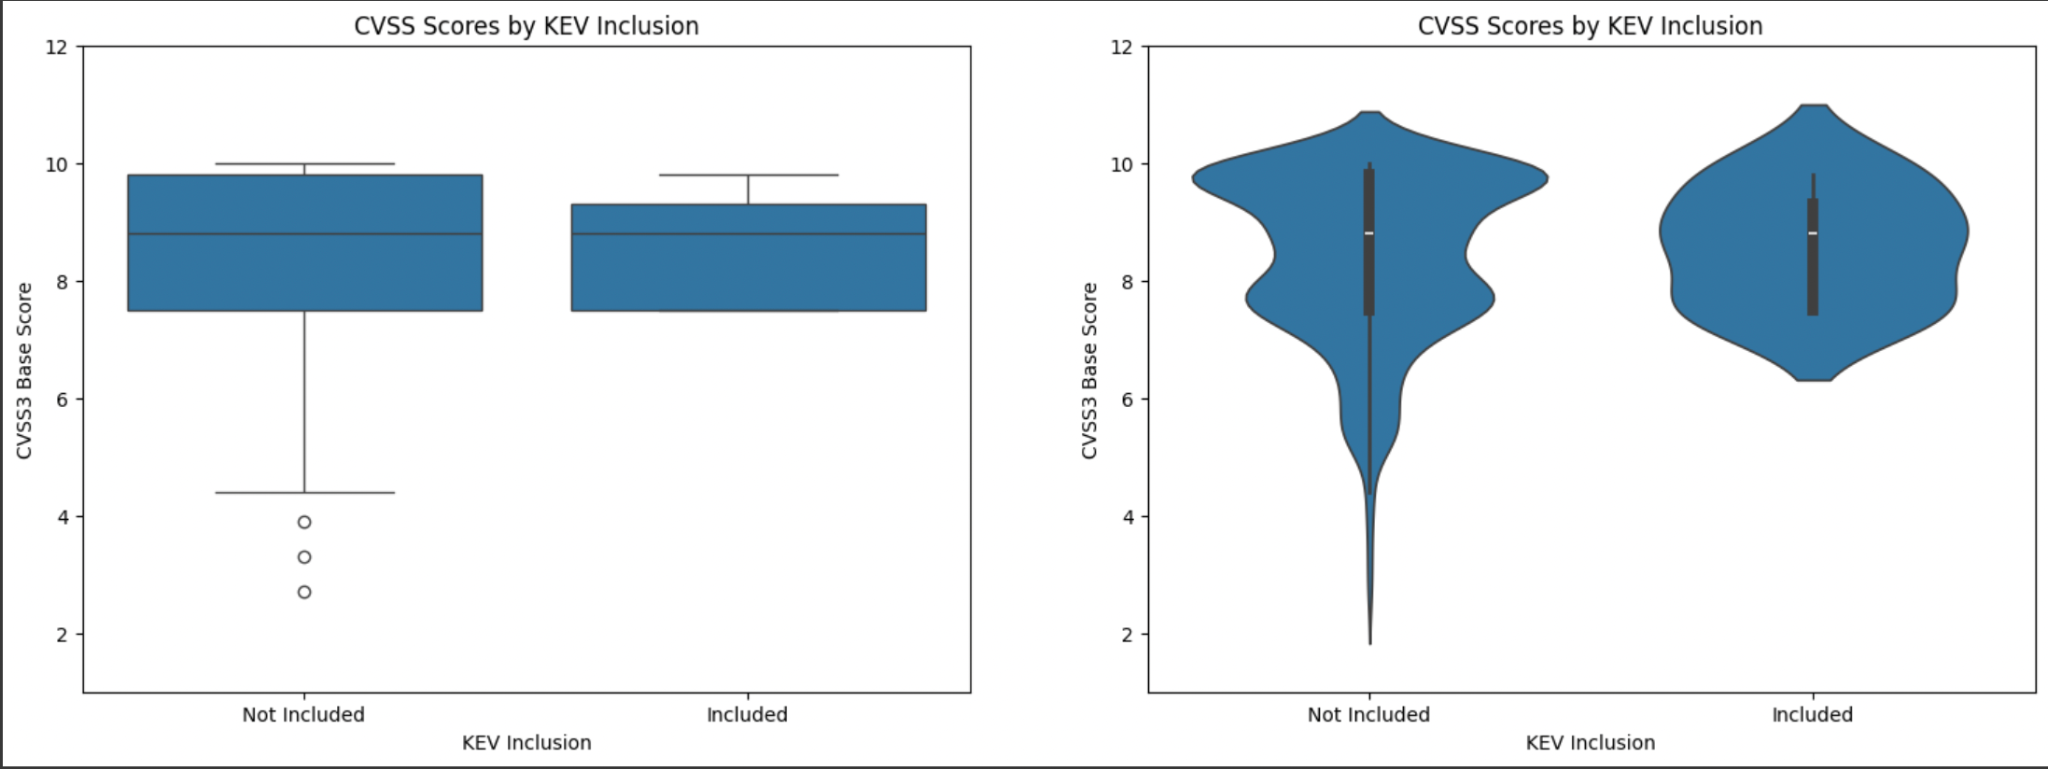 CVSS Scores by KEV Inclusion
12
10
8
6
4
2
CVSS3 Base Score
Not Included
Included
KEV Inclusion
CVSS Scores by KEV Inclusion
12
10
8
6
4
2
CVSS3 Base Score
Not Included
Included
KEV Inclusion